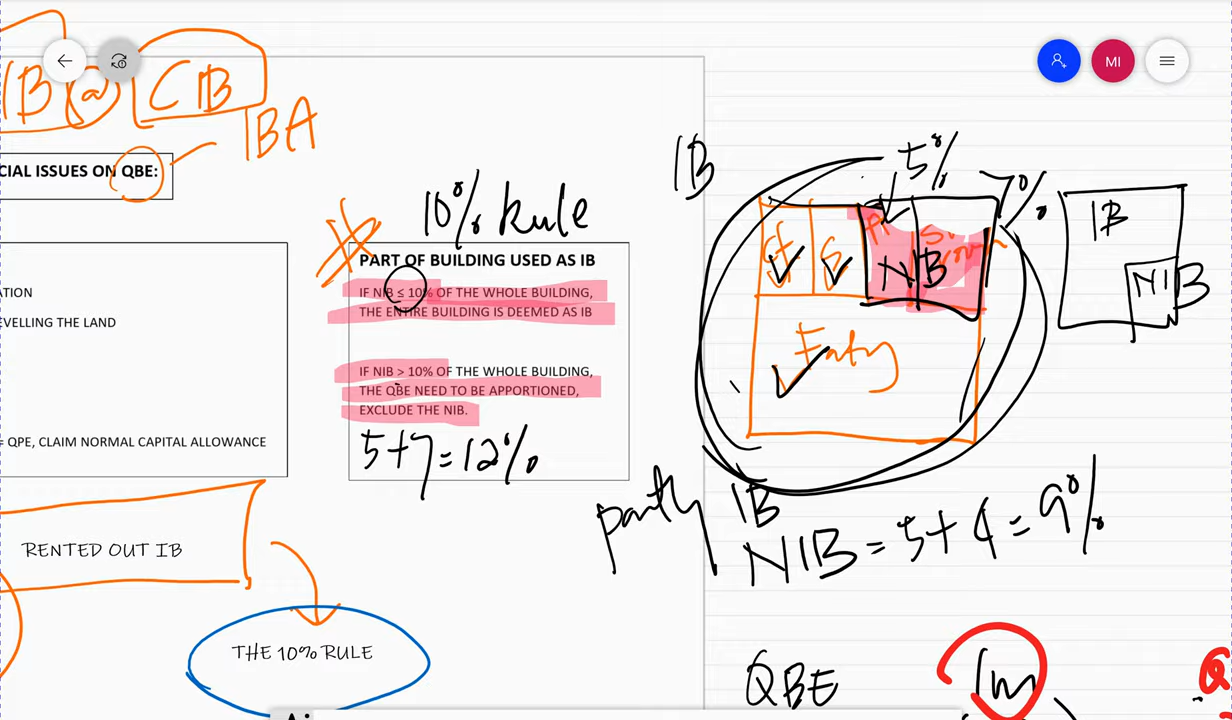 IB @ CIB
IBA
CIAL ISSUES ON QBE:
MI
10% Rule
PART OF BUILDING USED AS IB
IF NIB ≤ 10% OF THE WHOLE BUILDING,
THE ENTIRE BUILDING IS DEEMED AS IB
IF NIB > 10% OF THE WHOLE BUILDING,
THE QBE NEED TO BE APPORTIONED,
EXCLUDE THE NIB.
5+7=12%
ATION
VELLING THE LAND
= QPE, CLAIM NORMAL CAPITAL ALLOWANCE
RENTED OUT IB
THE 10% RULE
IB
5%
7%
NIB
IB
NIB
partly IB
NIB = 5+4=9%
QBE
1m
Q